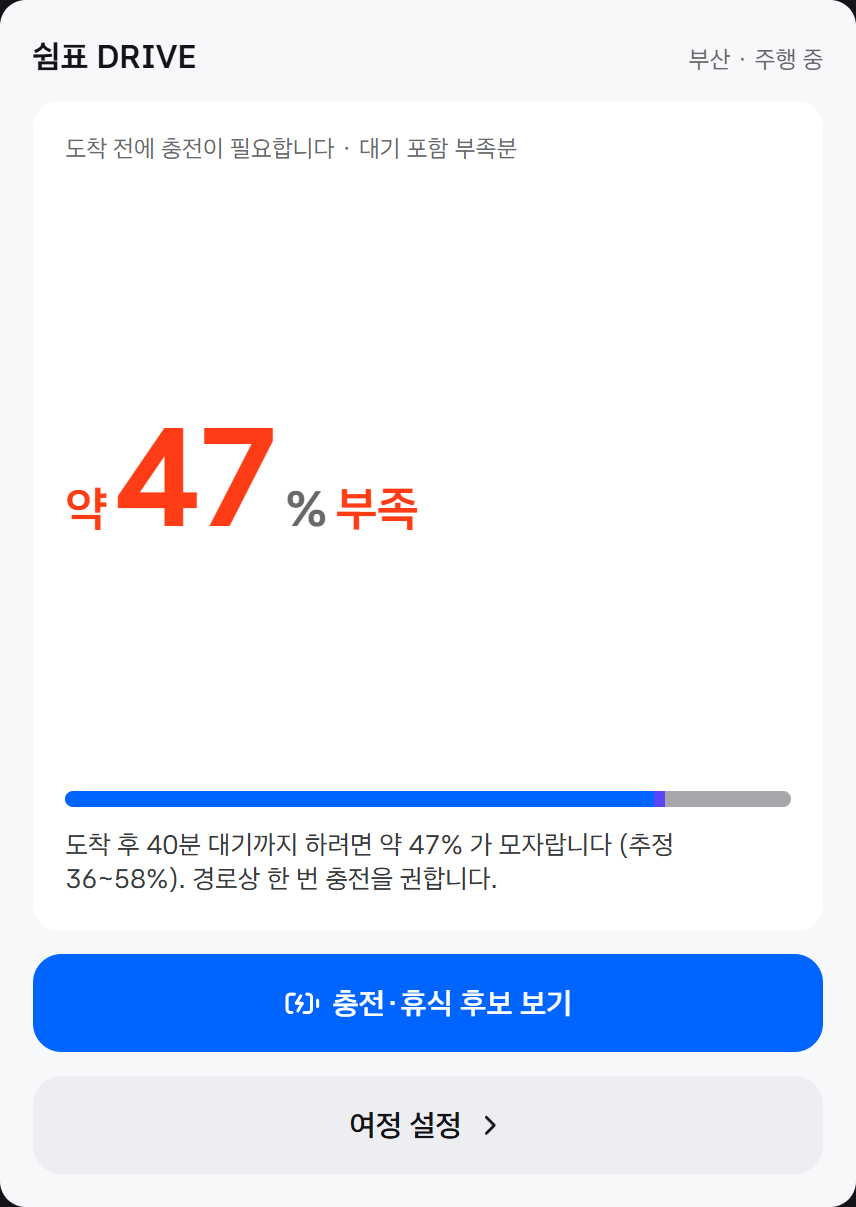 쉼표 DRIVE
부산 · 주행 중
도착 전에 충전이 필요합니다 · 대기 포함 부족분
약 47 % 부족
도착 후 40분 대기까지 하려면 약 47% 가 모자랍니다 (추정
36~58%). 경로상 한 번 충전을 권합니다.
충전·휴식 후보 보기
여정 설정